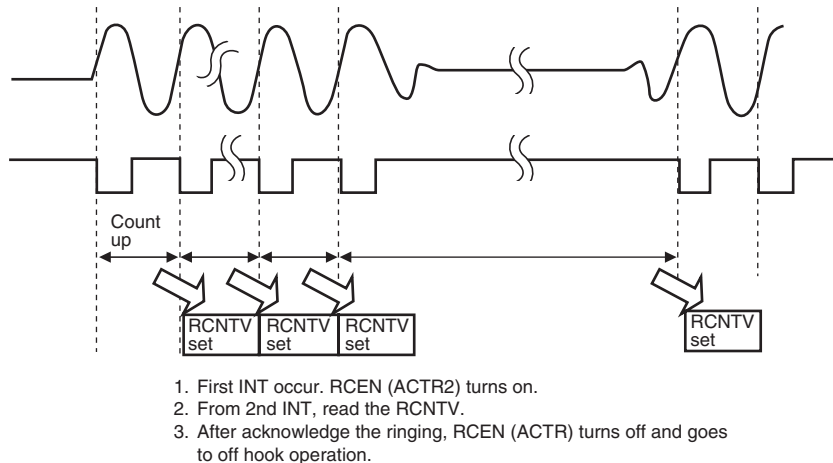 Count
up
RCNTV
set
RCNTV
set
RCNTV
set
RCNTV
set
1. First INT occur. RCEN (ACTR2) turns on.
2. From 2nd INT, read the RCNTV.
3. After acknowledge the ringing, RCEN (ACTR) turns off and goes
to off hook operation.